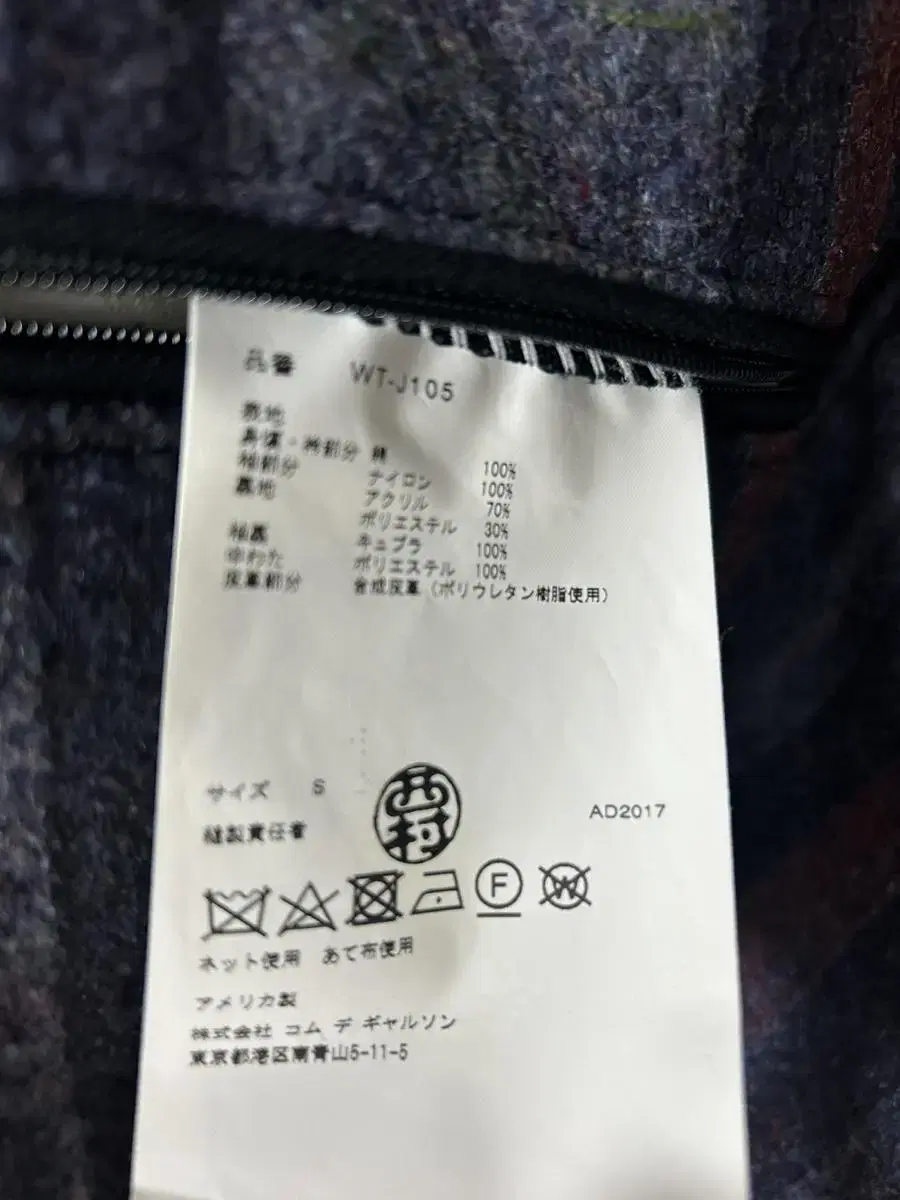 品番 WT-J105
表地
身頃・衿部分 綿 100%
袖部分 ナイロン 100%
裏地 アクリル 70%
ポリエステル 30%
袖裏 キュプラ 100%
中わた ポリエステル 100%
皮革部分 合成皮革(ポリウレタン樹脂使用)
サイズ S
西村
AD2017
縫製責任者
F W
ネット使用 あて布使用
アメリカ製
株式会社 コム デ ギャルソン
東京都港区南青山5-11-5